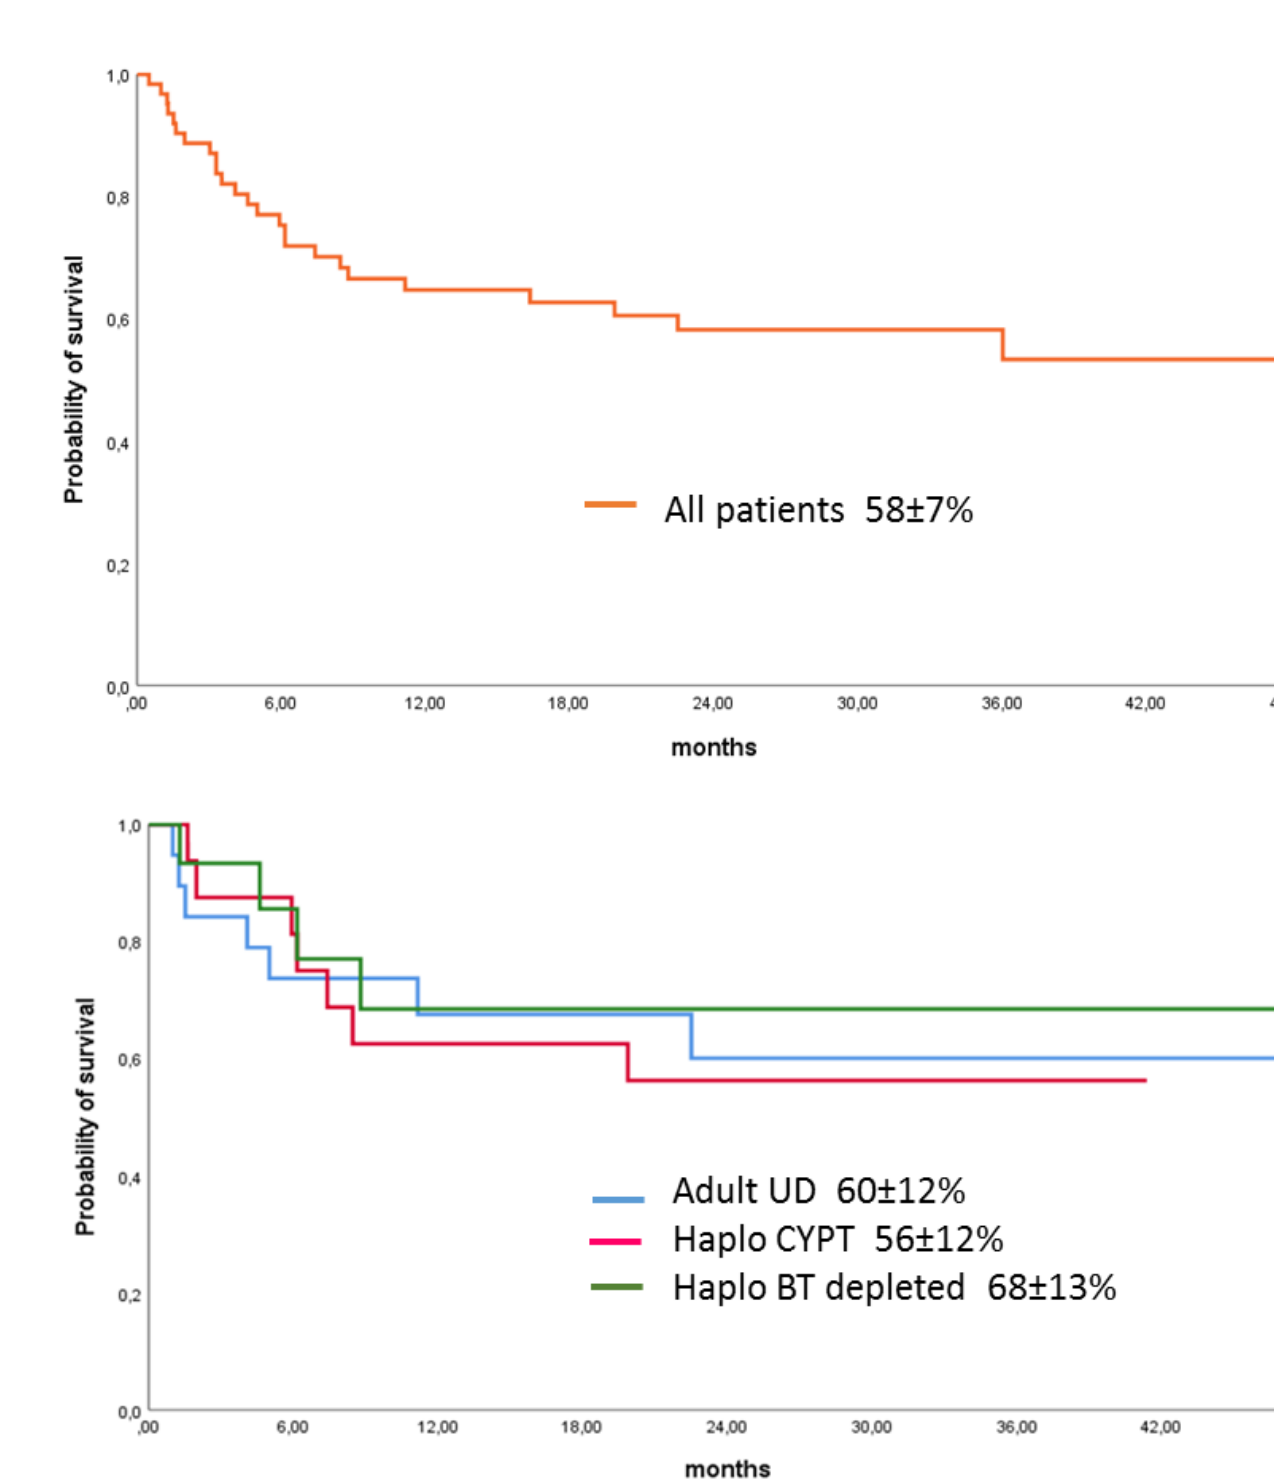 1,0
0,8
0,6
0,4
0,2
0,0
Probability of survival
All patients 58±7%
,00 6,00 12,00 18,00 24,00 30,00 36,00 42,00 4
months
1,0
0,8
0,6
0,4
0,2
0,0
Probability of survival
Adult UD 60±12%
Haplo CYPT 56±12%
Haplo BT depleted 68±13%
,00 6,00 12,00 18,00 24,00 30,00 36,00 42,00
months